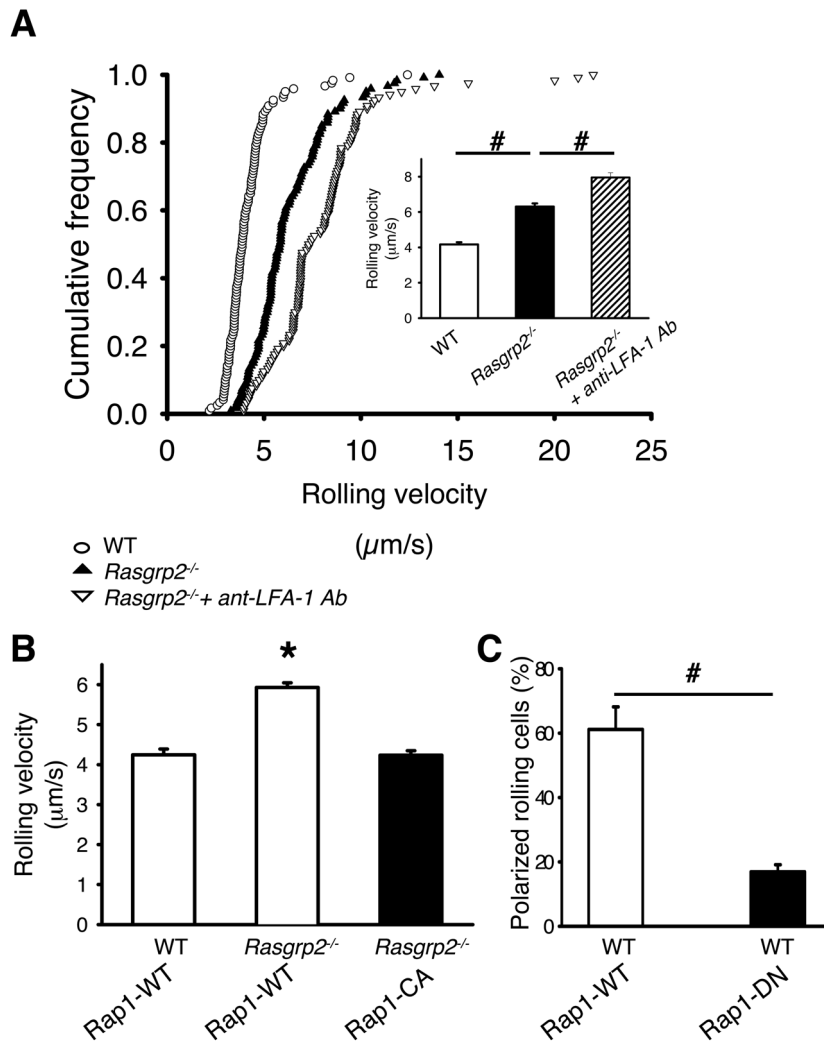 A
Cumulative frequency
1.0
0.8
0.6
0.4
0.2
0.0
0 5 10 15 20 25
Rolling velocity
(µm/s)
# #
Rolling velocity
(µm/s)
8
6
4
2
0
WT
Rasgrp2-/-
Rasgrp2-/-
+ anti-LFA-1 Ab
WT
Rasgrp2-/-
Rasgrp2-/-+ ant-LFA-1 Ab
B
Rolling velocity
(µm/s)
6
5
4
3
2
1
0
*
WT Rasgrp2-/- Rasgrp2-/-
Rap1-WT Rap1-WT Rap1-CA
C
Polarized rolling cells (%)
80
60
40
20
0
#
WT WT
Rap1-WT Rap1-DN